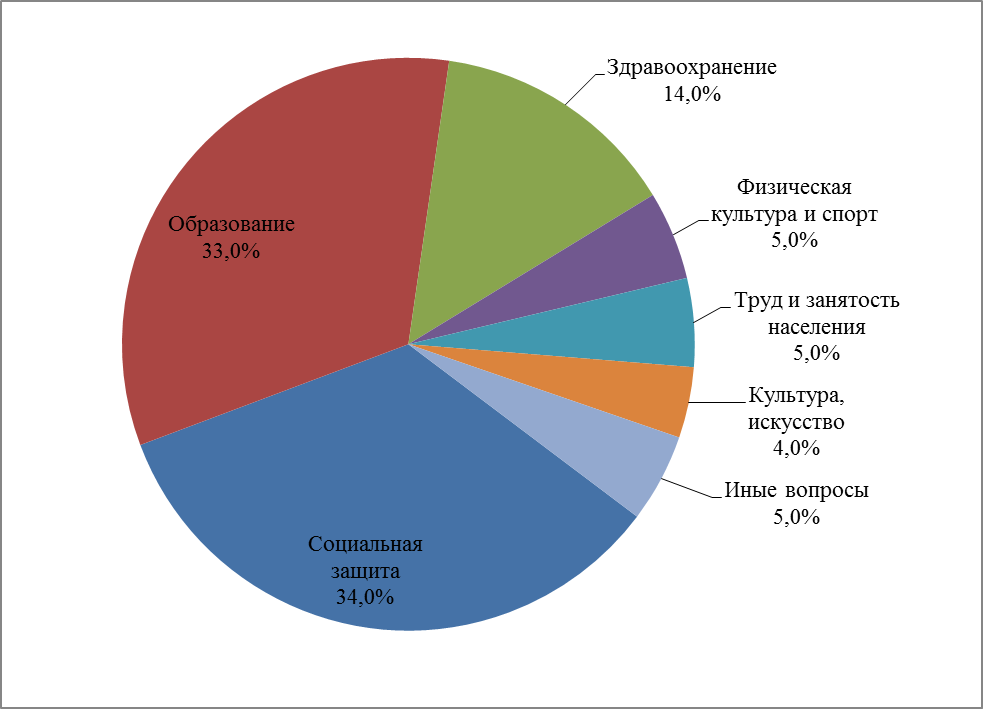 Здравоохранение
14,0%
Физическая
культура и спорт
5,0%
Образование
33,0%
Труд и занятость
населения
5,0%
Культура,
искусство
4,0%
Иные вопросы
5,0%
Социальная
защита
34,0%